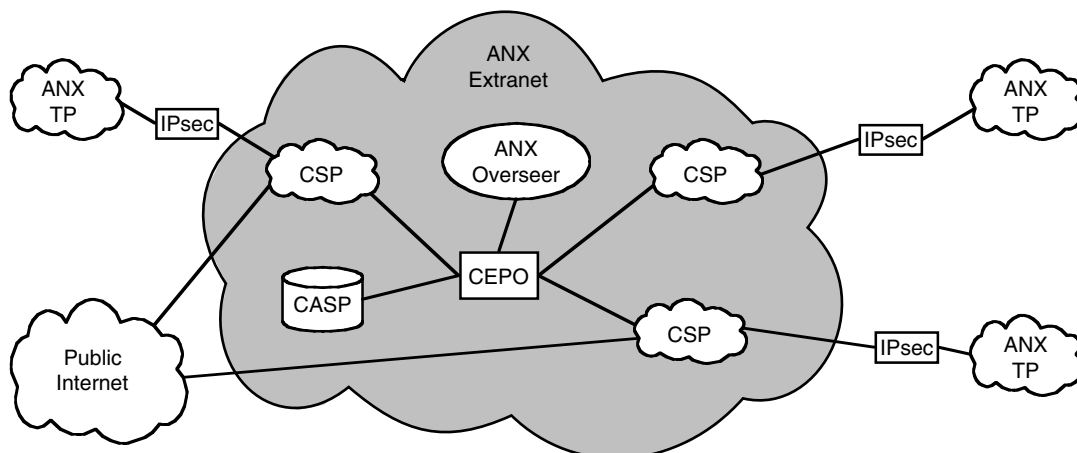 ANX
Extranet
ANX
TP
IPsec
CSP
ANX
Overseer
CSP
IPsec
ANX
TP
CASP
CEPO
Public
Internet
CSP
IPsec
ANX
TP